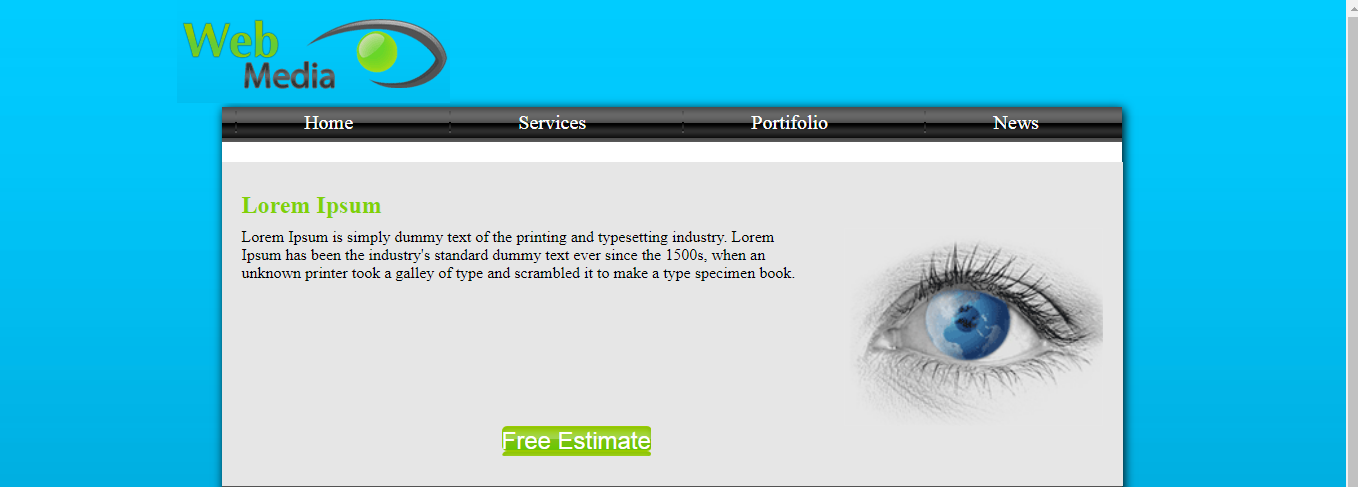 Web
Media
Home Services Portifolio News
Lorem Ipsum
Lorem Ipsum is simply dummy text of the printing and typesetting industry. Lorem
Ipsum has been the industry's standard dummy text ever since the 1500s, when an
unknown printer took a galley of type and scrambled it to make a type specimen book.
Free Estimate